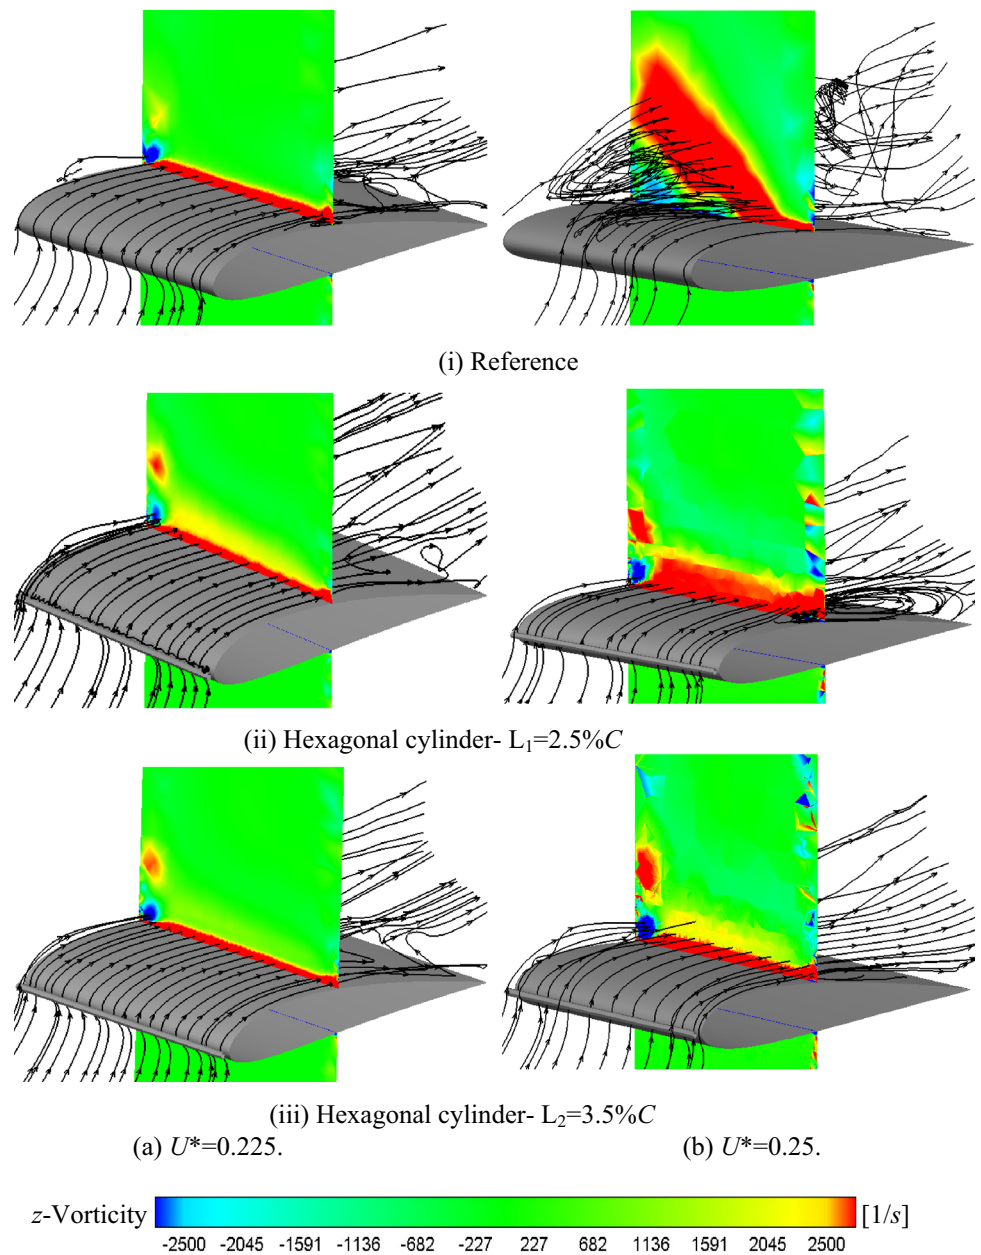 (i) Reference
(ii) Hexagonal cylinder- L₁=2.5%C
(iii) Hexagonal cylinder- L₂=3.5%C
(a) U*=0.225.
(b) U*=0.25.
z-Vorticity [1/s]
-2500 -2045 -1591 -1136 -682 -227 227 682 1136 1591 2045 2500